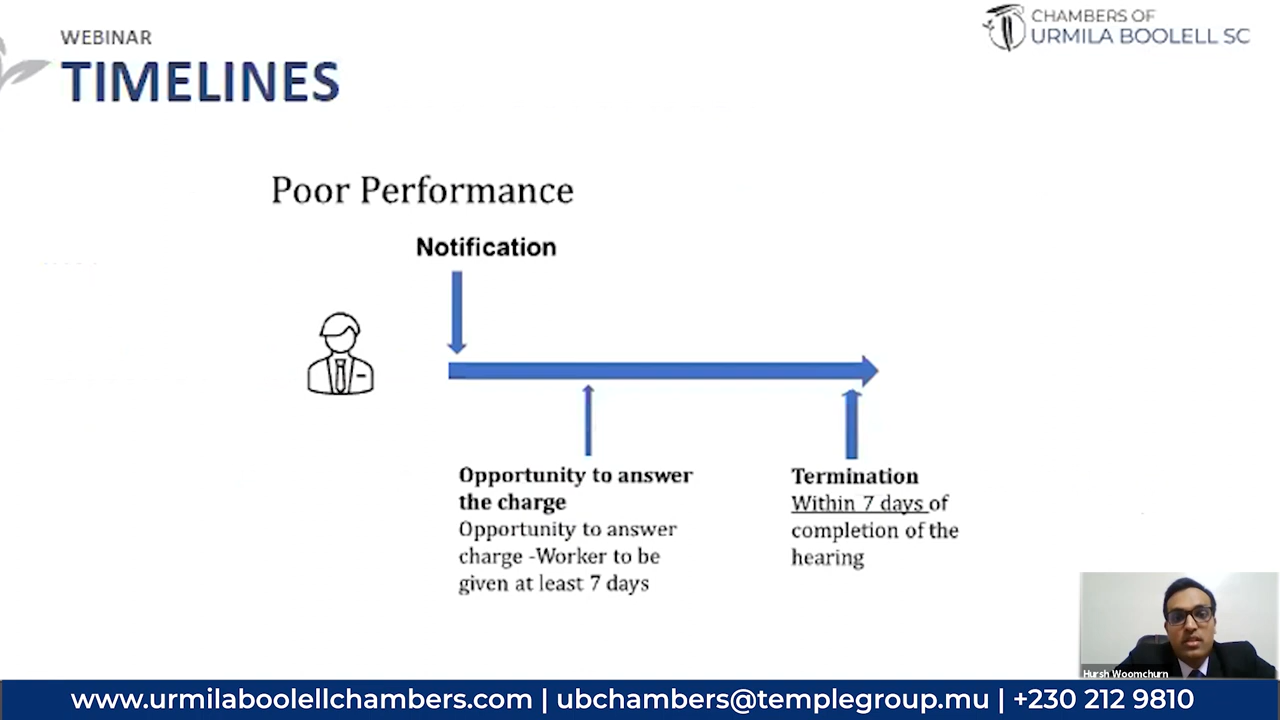 WEBINAR
TIMELINES
CHAMBERS OF
URMILA BOOLELL SC
Poor Performance
Notification
Opportunity to answer
the charge
Opportunity to answer
charge -Worker to be
given at least 7 days
Termination
Within 7 days of
completion of the
hearing
Hursh Woomchurn
www.urmilaboolellchambers.com | ubchambers@templegroup.mu | +230 212 9810